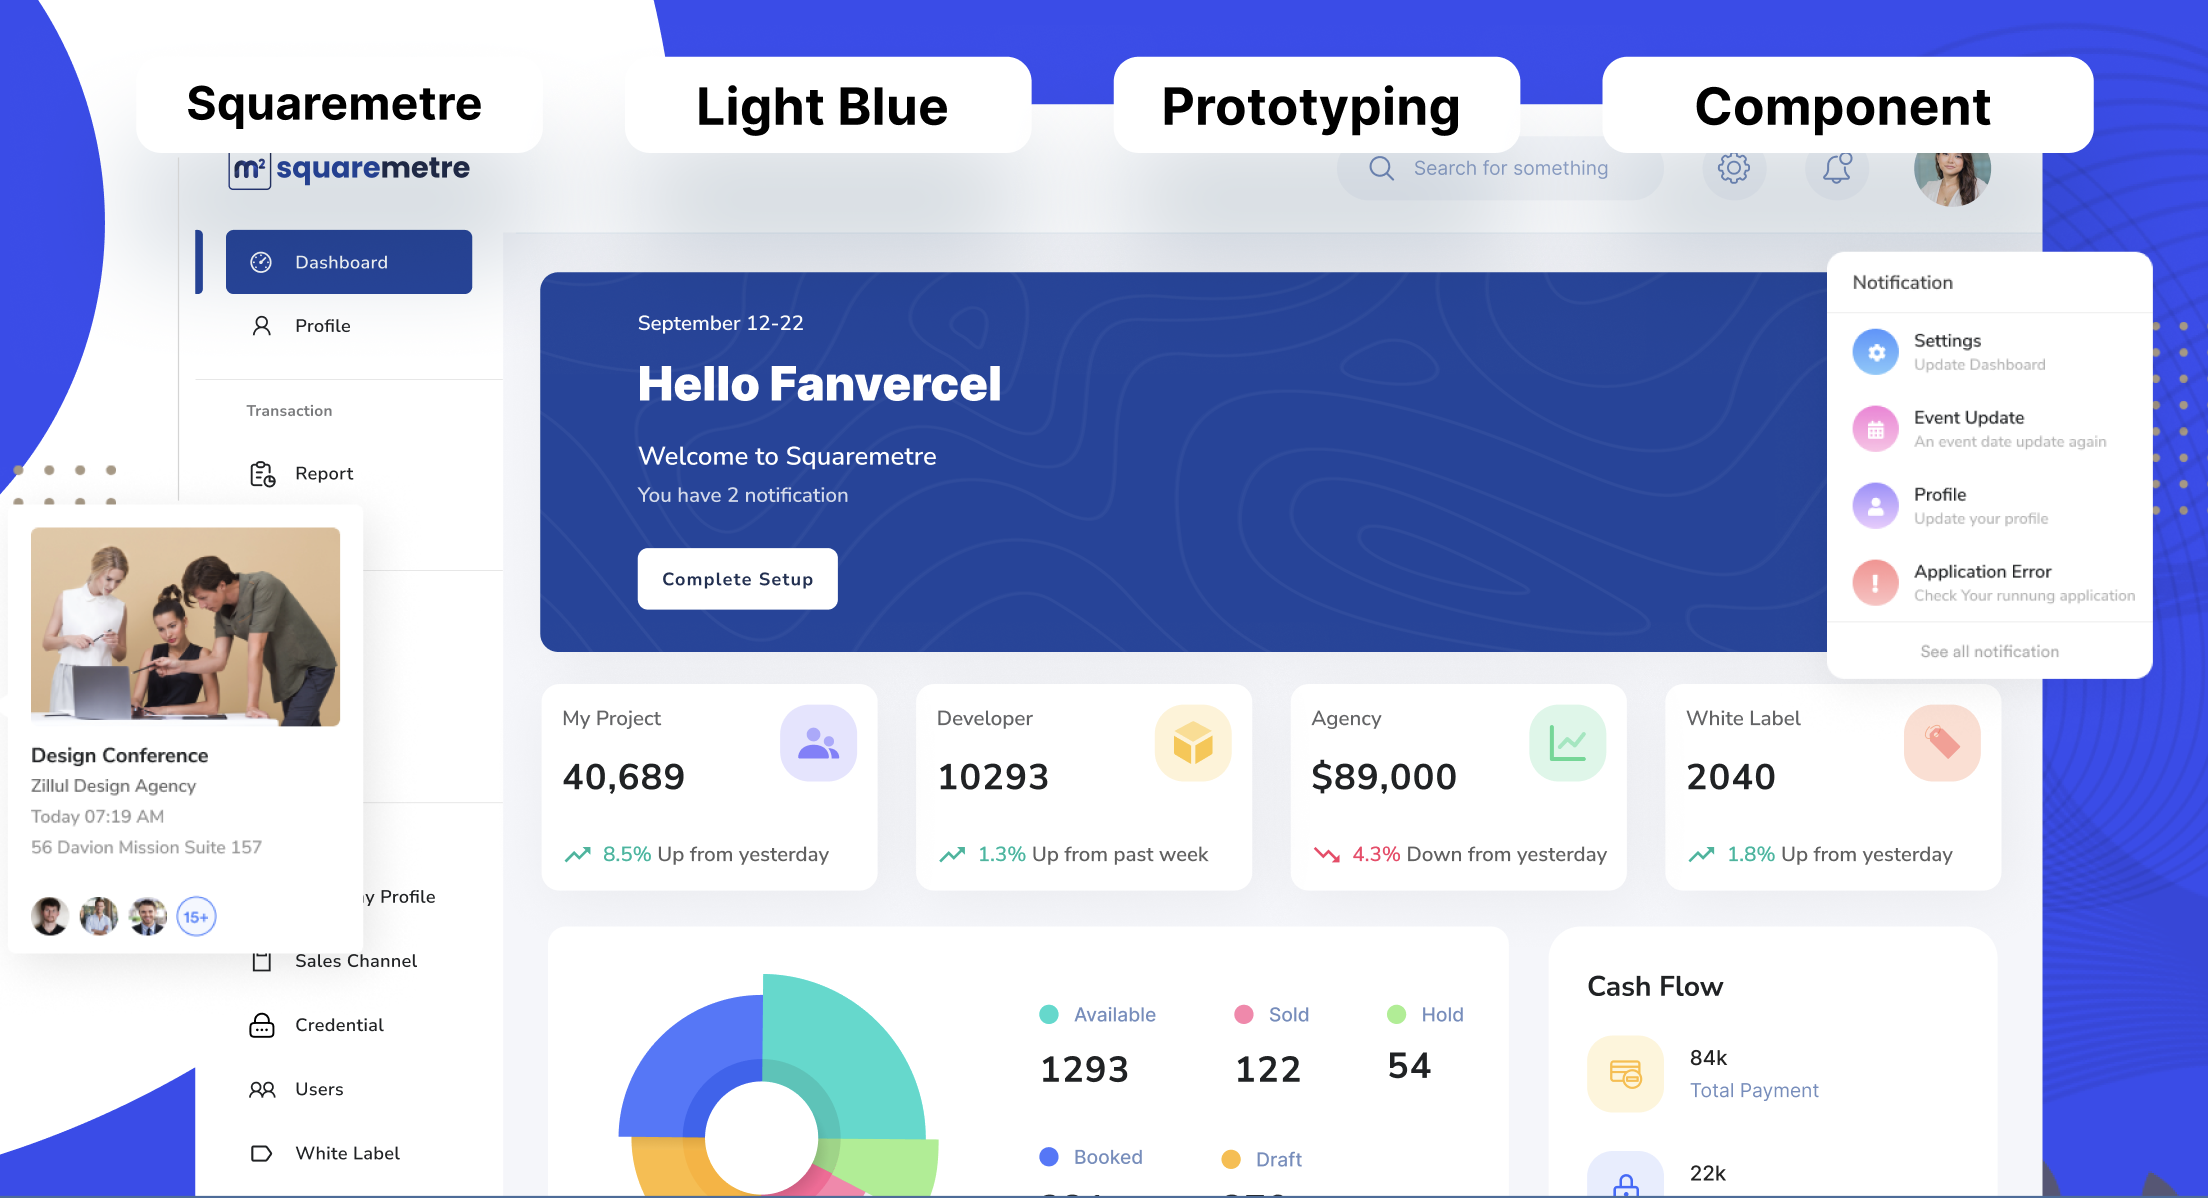 Squaremetre
Light Blue
Prototyping
Component
m² squaremetre
Search for something
Dashboard
Profile
Transaction
Report
Profile
Sales Channel
Credential
Users
White Label
Design Conference
Zillul Design Agency
Today 07:19 AM
56 Davion Mission Suite 157
15+
September 12-22
Hello Fanvercel
Welcome to Squaremetre
You have 2 notification
Complete Setup
Notification
Settings
Update Dashboard
Event Update
An event date update again
Profile
Update your profile
Application Error
Check Your runnung application
See all notification
My Project
40,689
8.5% Up from yesterday
Developer
10293
1.3% Up from past week
Agency
$89,000
4.3% Down from yesterday
White Label
2040
1.8% Up from yesterday
Available
1293
Sold
122
Hold
54
Booked
Draft
Cash Flow
84k
Total Payment
22k